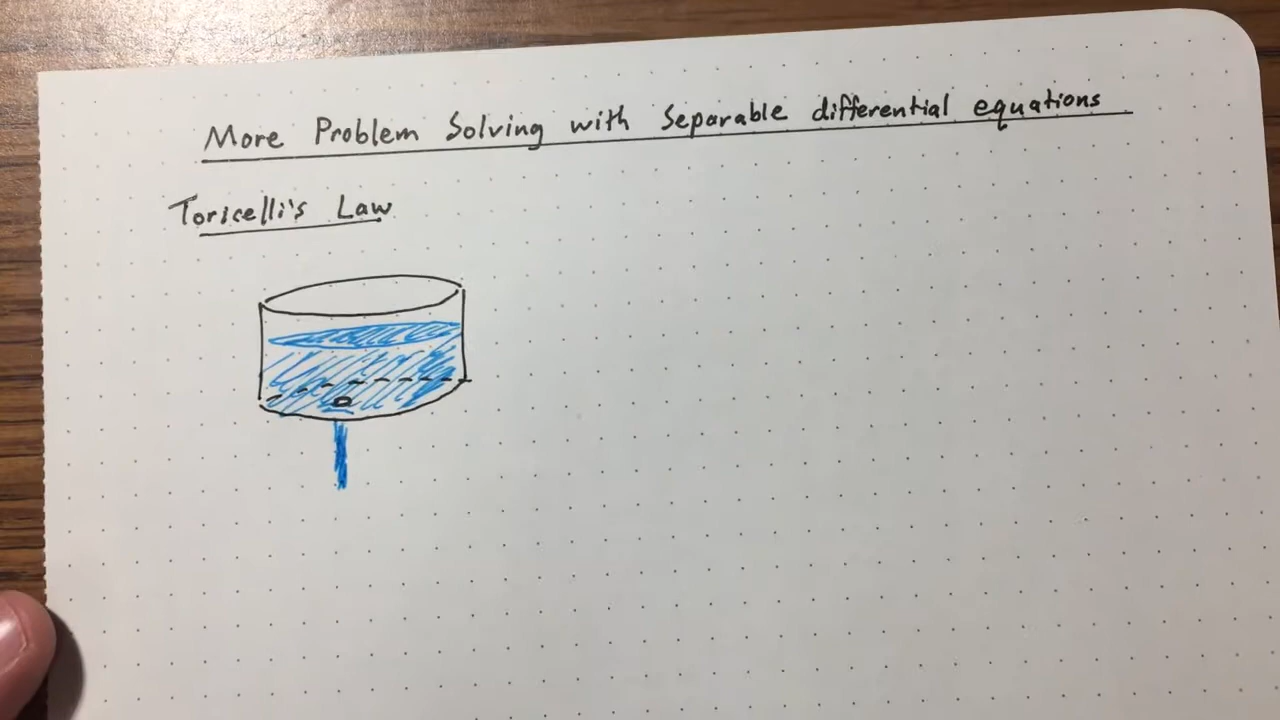 More Problem Solving with Separable differential equations
Toricelli's Law